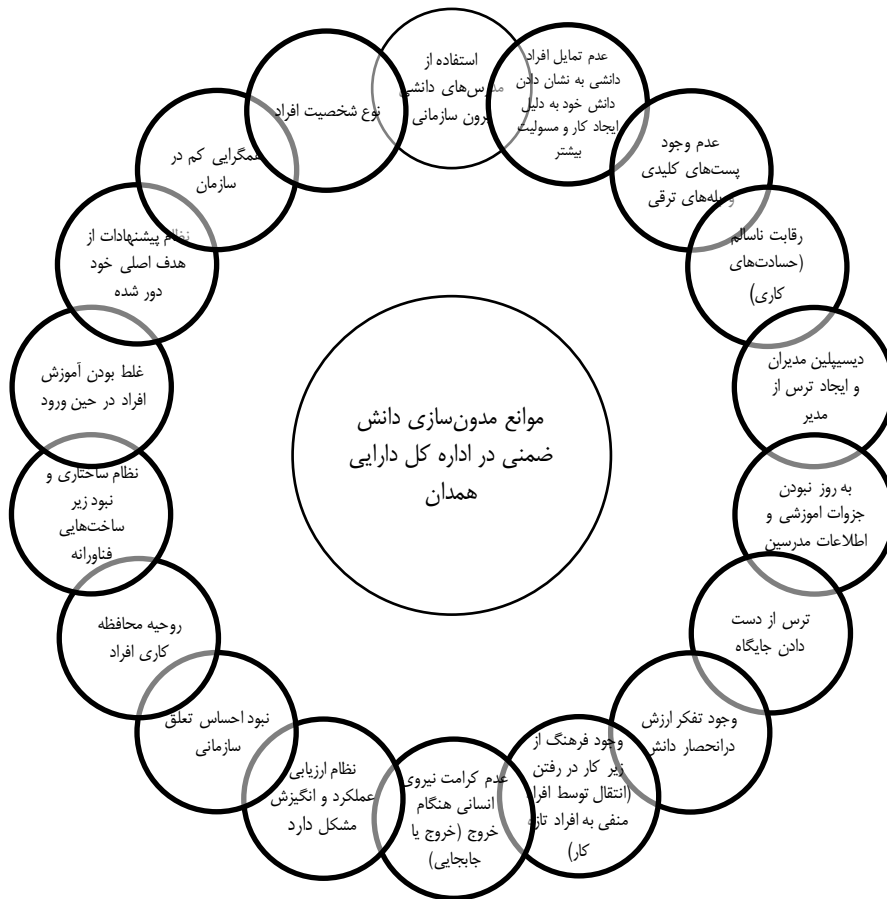 موانع مدون‌سازی دانش
ضمنی در اداره کل دارایی
همدان
استفاده از
مدرس‌های دانشی
برون سازمانی
عدم تمایل افراد
دانشی به نشان دادن
دانش خود به دلیل
ایجاد کار و مسولیت
بیشتر
عدم وجود
پست‌های کلیدی
و پله‌های ترقی
رقابت ناسالم
(حسادت‌های
کاری)
دیسیپلین مدیران
و ایجاد ترس از
مدیر
به روز نبودن
جزوات اموزشی و
اطلاعات مدرسین
ترس از دست
دادن جایگاه
وجود تفکر ارزش
درانحصار دانش
وجود فرهنگ از
زیر کار در رفتن
(انتقال توسط افراد
منفی به افراد تازه
کار)
عدم کرامت نیروی
انسانی هنگام
خروج (خروج یا
جابجایی)
نظام ارزیابی
عملکرد و انگیزش
مشکل دارد
نبود احساس تعلق
سازمانی
روحیه محافظه
کاری افراد
نظام ساختاری و
نبود زیر
ساخت‌هایی
فناورانه
غلط بودن آموزش
افراد در حین ورود
نظام پیشنهادات از
هدف اصلی خود
دور شده
همگرایی کم در
سازمان
نوع شخصیت افراد